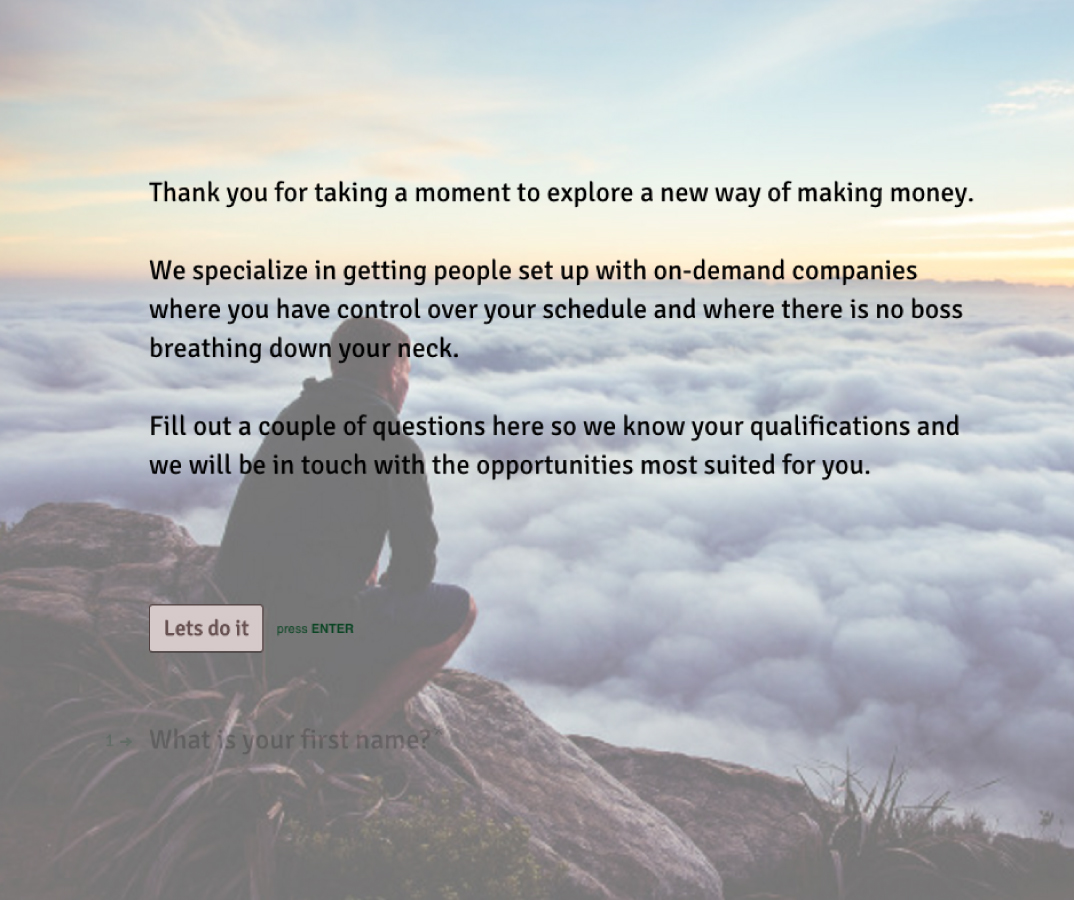 Thank you for taking a moment to explore a new way of making money.
We specialize in getting people set up with on-demand companies
where you have control over your schedule and where there is no boss
breathing down your neck.
Fill out a couple of questions here so we know your qualifications and
we will be in touch with the opportunities most suited for you.
Lets do it press ENTER
1 → What is your first name?